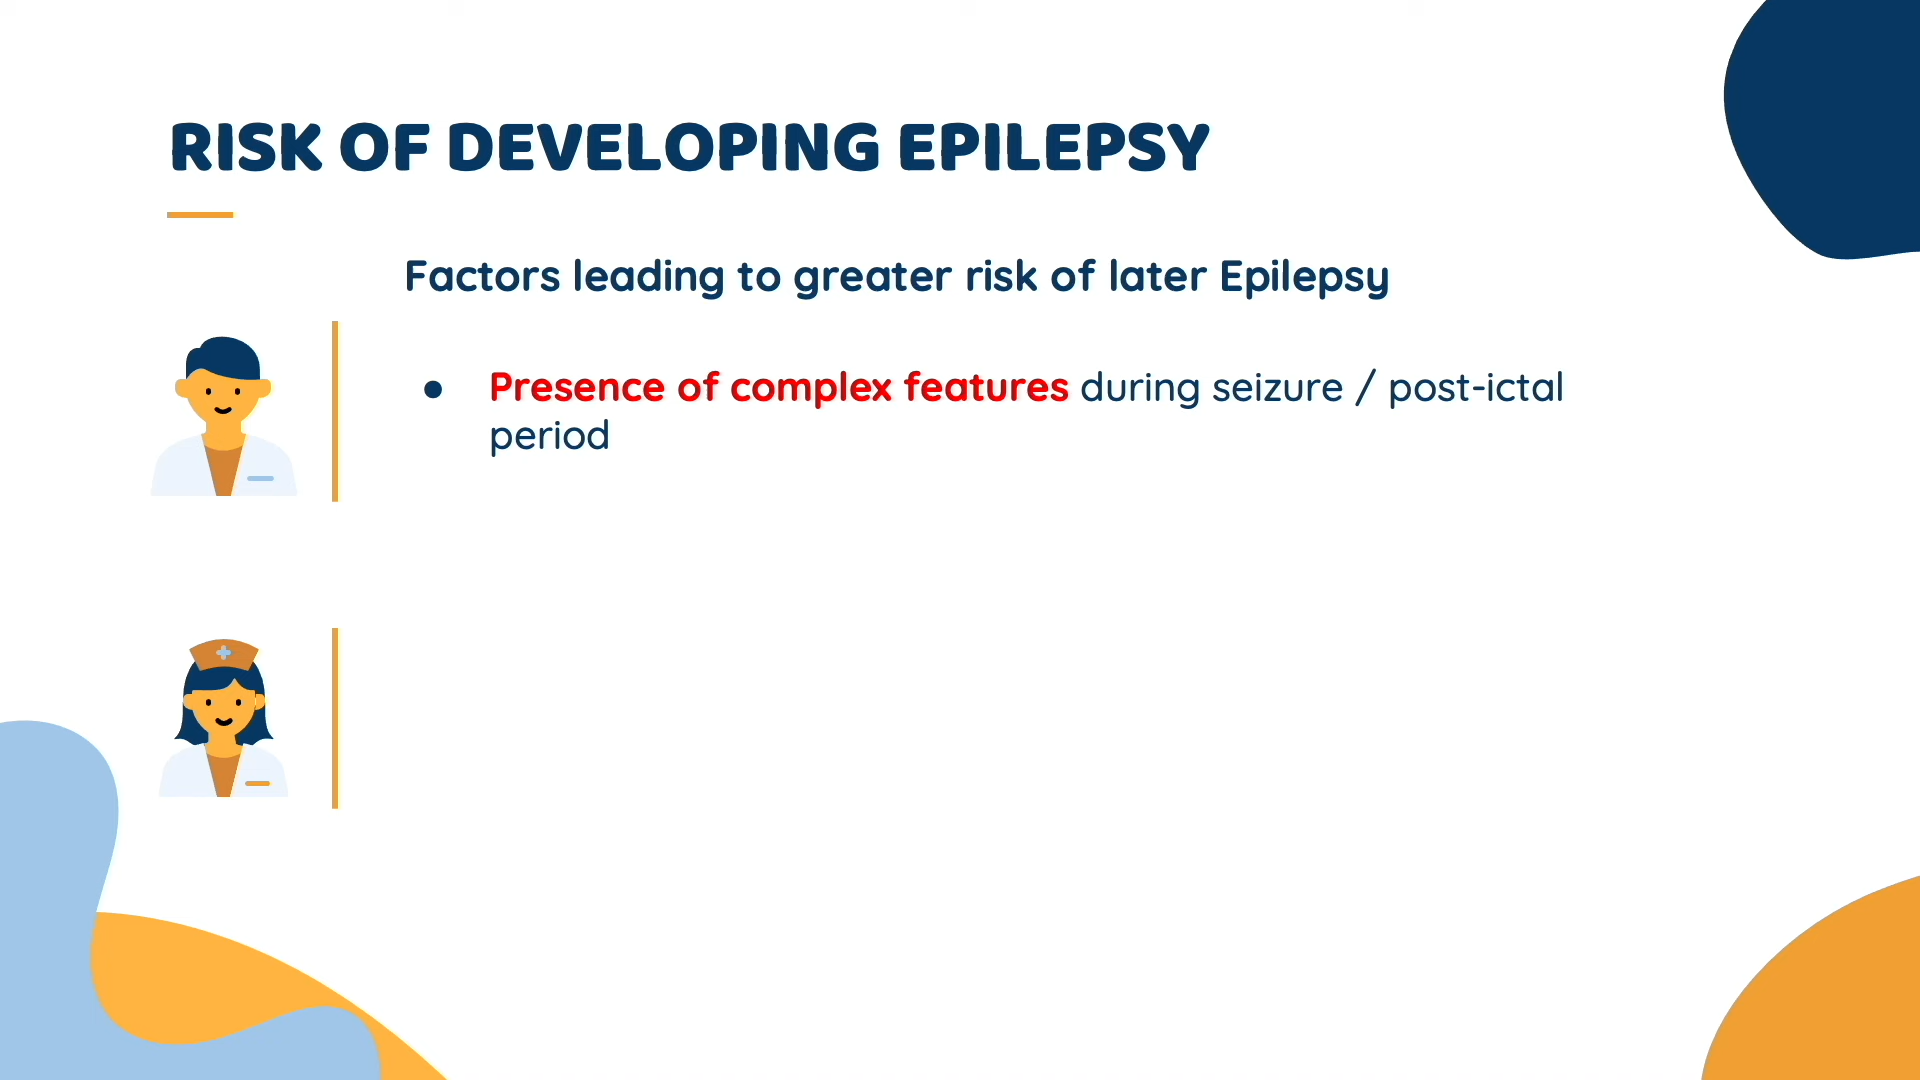 RISK OF DEVELOPING EPILEPSY
Factors leading to greater risk of later Epilepsy
● Presence of complex features during seizure / post-ictal
period